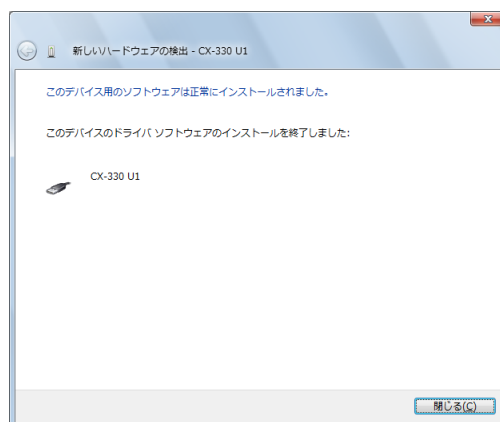 新しいハードウェアの検出 - CX-330 U1
このデバイス用のソフトウェアは正常にインストールされました。
このデバイスのドライバ ソフトウェアのインストールを終了しました:
CX-330 U1
閉じる(C)